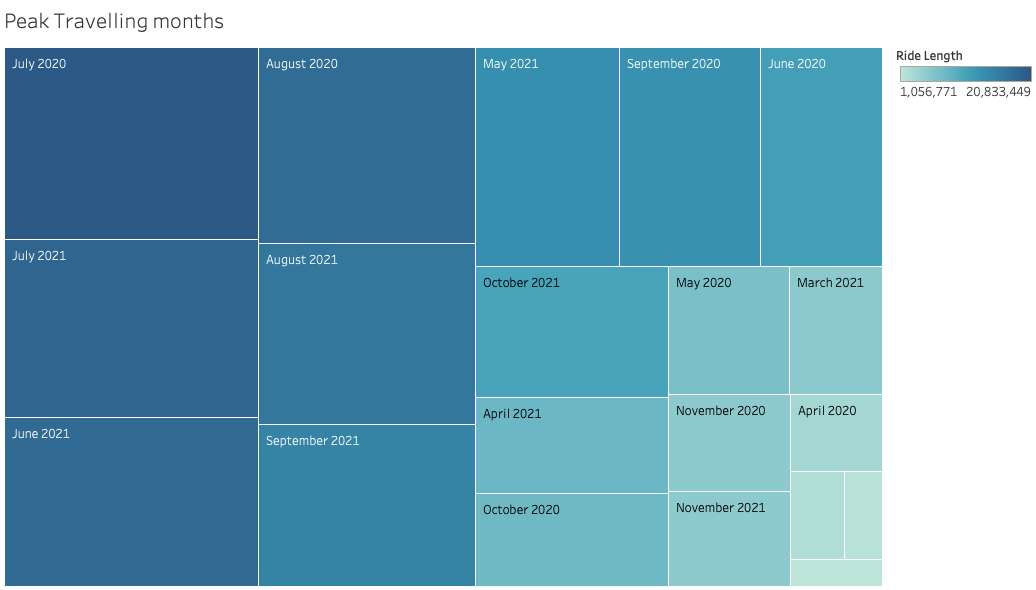 Peak Travelling months
July 2020
August 2020
May 2021
September 2020
June 2020
Ride Length
1,056,771 20,833,449
July 2021
August 2021
October 2021
May 2020
March 2021
April 2021
November 2020
April 2020
June 2021
September 2021
October 2020
November 2021